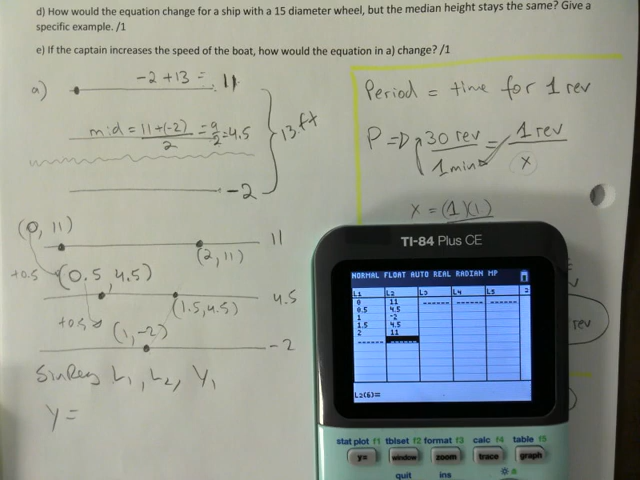 d) How would the equation change for a ship with a 15 diameter wheel, but the median height stays the same? Give a
specific example. /1
e) If the captain increases the speed of the boat, how would the equation in a) change? /1
a)
-2+13 = 11
mid = 11+(-2)/2 = 9/2 = 4.5
13 ft
-2
(0, 11)
11
(2, 11)
+0.5
(0.5, 4.5)
4.5
(1.5, 4.5)
+0.5
(1, -2)
-2
SinReg L1, L2, Y1
Y=
Period = time for 1 rev
P => 30 rev/1 min = 1 rev/x
x = (1)(1)
rev
TI-84 Plus CE
NORMAL FLOAT AUTO REAL RADIAN MP
L1 L2 L3 L4 L5 2
0 11
0.5 4.5
1 -2
1.5 4.5
2 11
L2(6)=
stat plot f1 tblset f2 format f3 calc f4 table f5
y= window zoom trace graph
quit ins